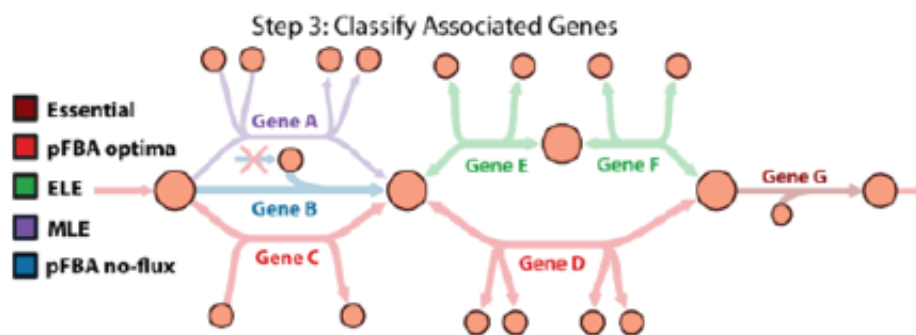 Step 3: Classify Associated Genes
Essential
pFBA optima
ELE
MLE
pFBA no-flux
Gene A
Gene B
Gene C
Gene E
Gene F
Gene D
Gene G